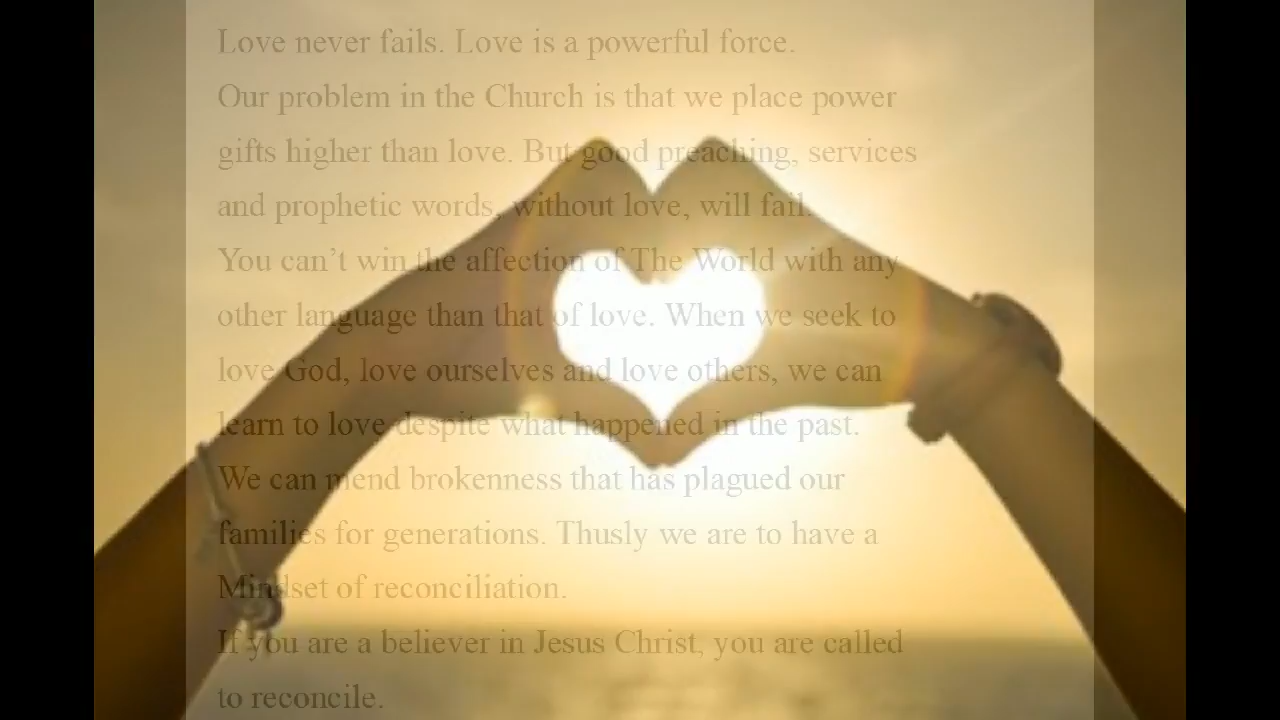 Love never fails. Love is a powerful force.
Our problem in the Church is that we place power
gifts higher than love. But good preaching, services
and prophetic words, without love, will fail.
You can’t win the affection of The World with any
other language than that of love. When we seek to
love God, love ourselves and love others, we can
learn to love despite what happened in the past.
We can mend brokenness that has plagued our
families for generations. Thusly we are to have a
Mindset of reconciliation.
If you are a believer in Jesus Christ, you are called
to reconcile.